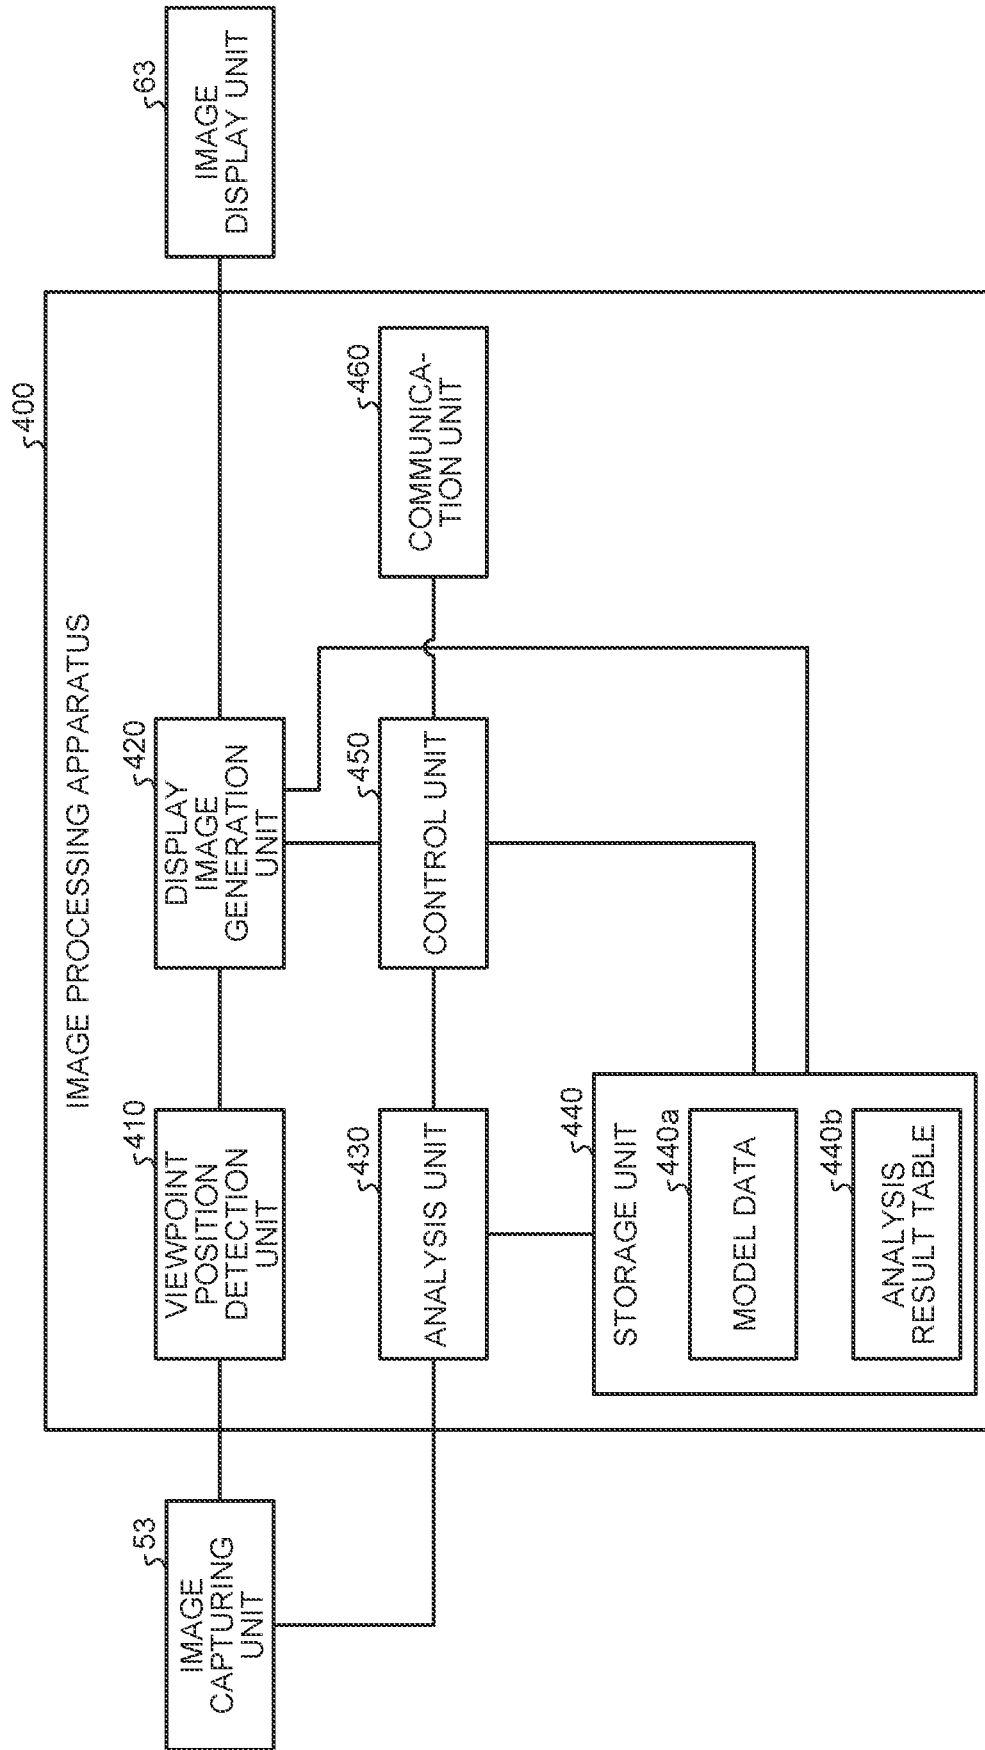 400
IMAGE PROCESSING APPARATUS
53
IMAGE
CAPTURING
UNIT
410
VIEWPOINT
POSITION
DETECTION
UNIT
420
DISPLAY
IMAGE
GENERATION
UNIT
63
IMAGE
DISPLAY UNIT
430
ANALYSIS UNIT
450
CONTROL UNIT
460
COMMUNICA-
TION UNIT
440
STORAGE UNIT
440a
MODEL DATA
440b
ANALYSIS
RESULT TABLE